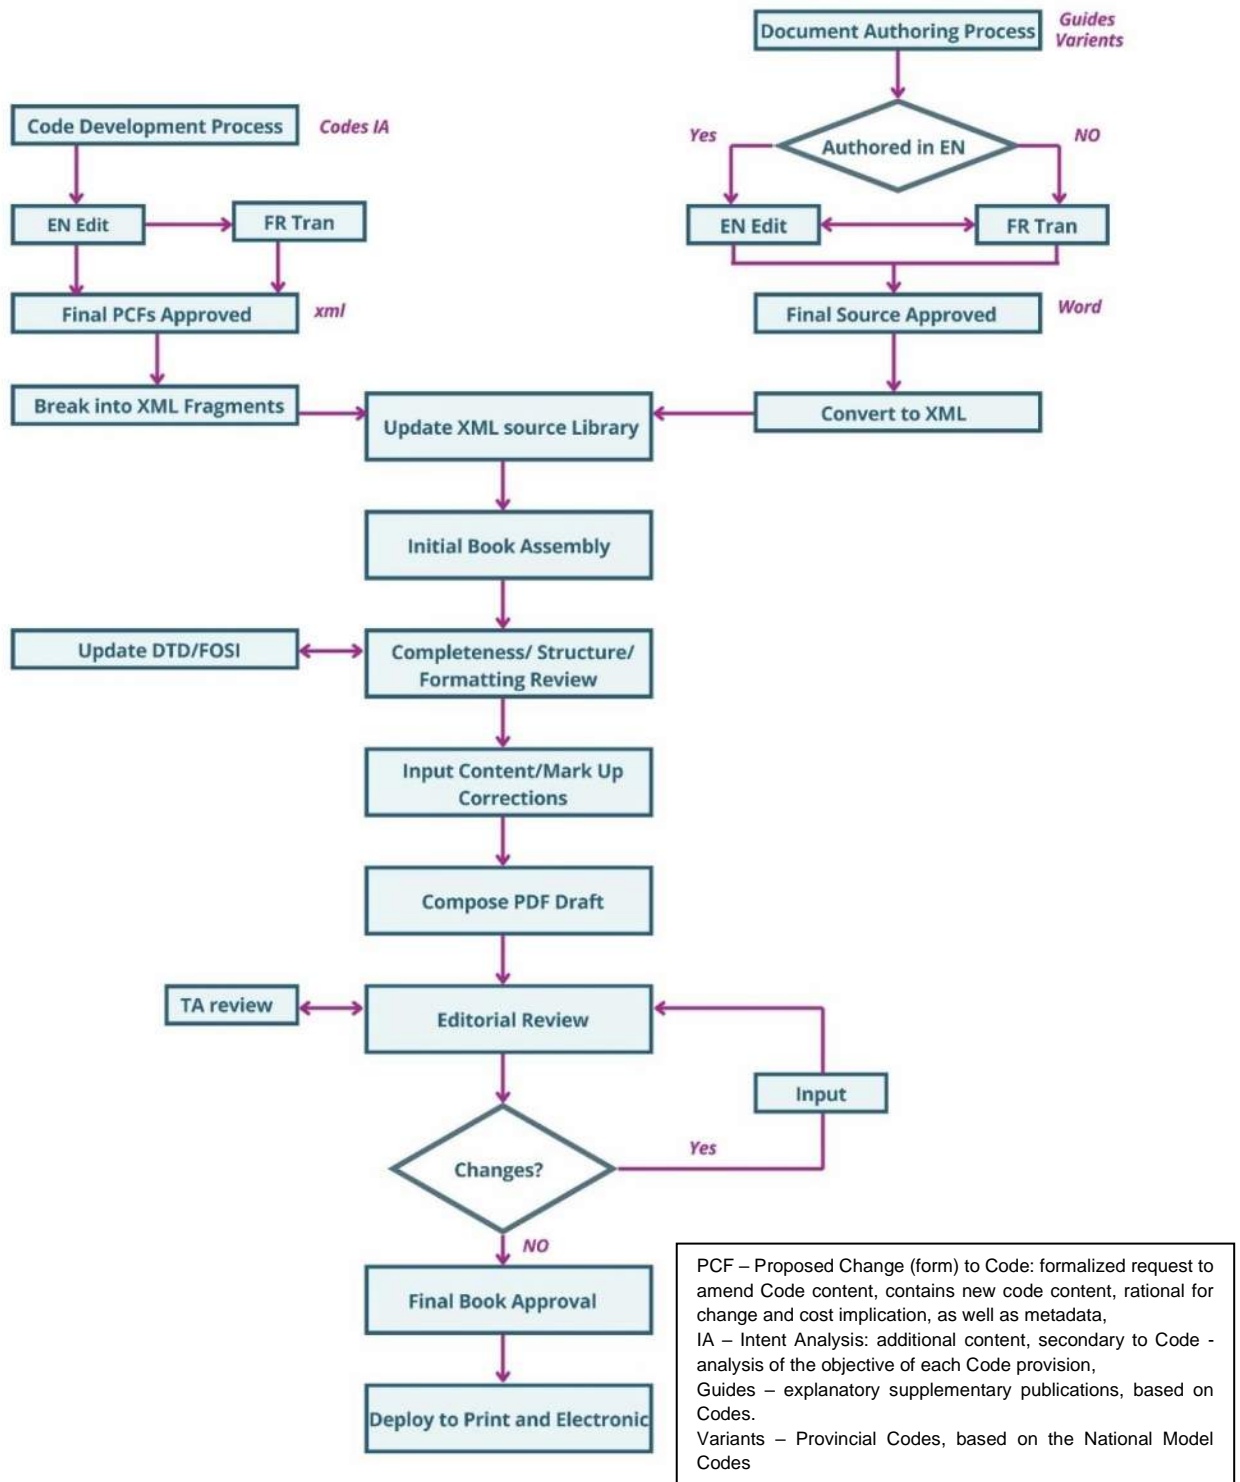 Document Authoring Process
Guides
Varients
Code Development Process
Codes IA
Yes
Authored in EN
NO
EN Edit
FR Tran
EN Edit
FR Tran
Final PCFs Approved
xml
Final Source Approved
Word
Break into XML Fragments
Update XML source Library
Convert to XML
Initial Book Assembly
Update DTD/FOSI
Completeness/ Structure/
Formatting Review
Input Content/Mark Up
Corrections
Compose PDF Draft
TA review
Editorial Review
Input
Changes?
Yes
NO
Final Book Approval
Deploy to Print and Electronic
PCF – Proposed Change (form) to Code: formalized request to
amend Code content, contains new code content, rational for
change and cost implication, as well as metadata,
IA – Intent Analysis: additional content, secondary to Code -
analysis of the objective of each Code provision,
Guides – explanatory supplementary publications, based on
Codes.
Variants – Provincial Codes, based on the National Model
Codes